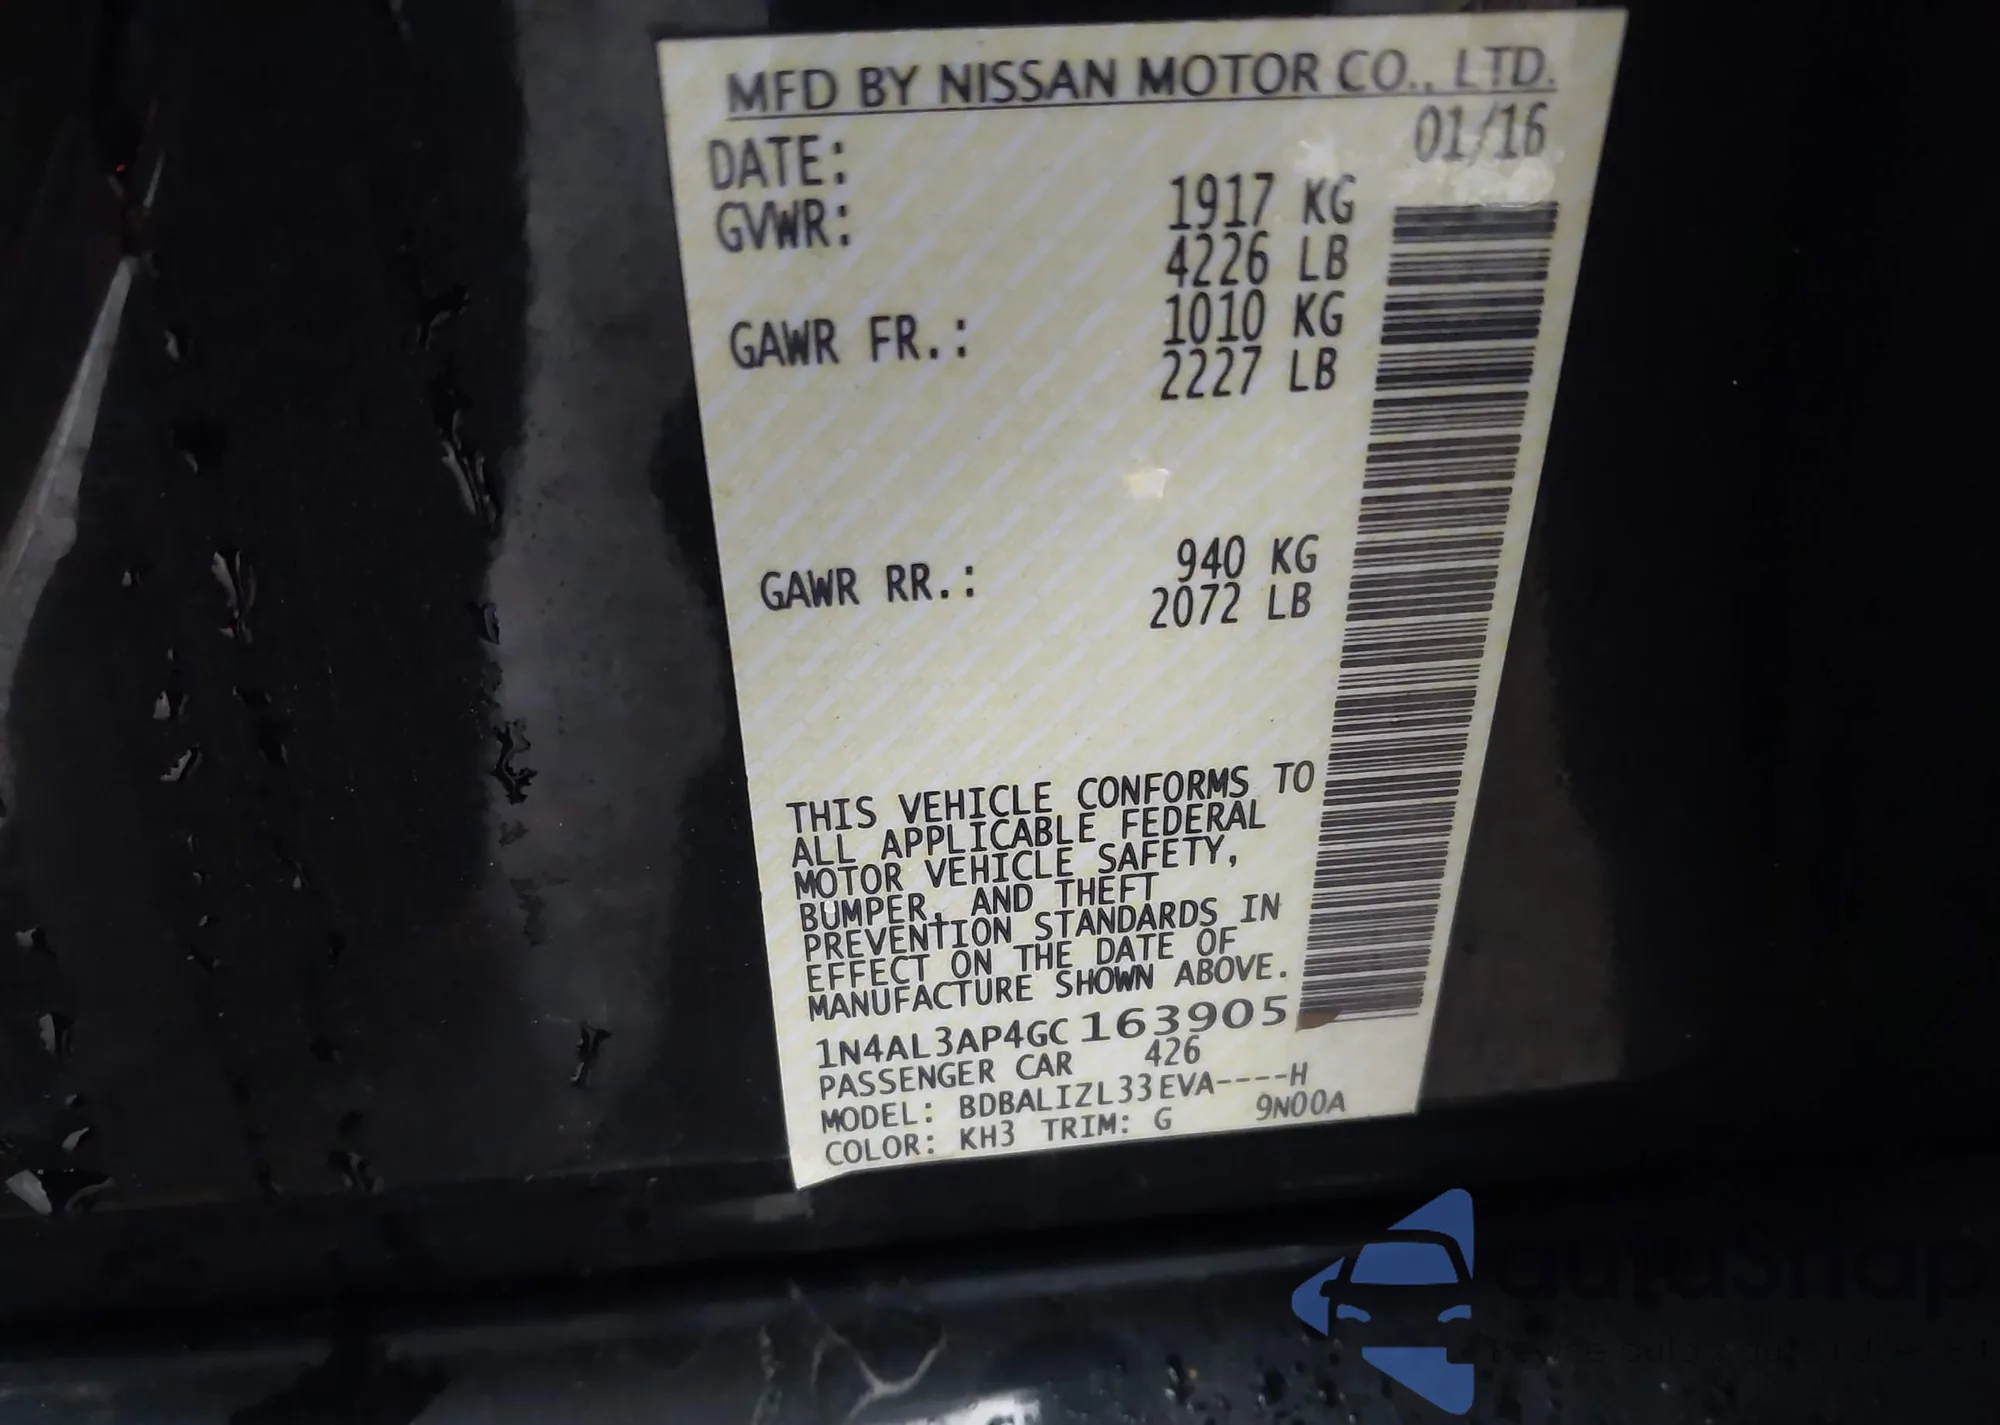 MFD BY NISSAN MOTOR CO., LTD.
DATE: 01/16
GVWR: 1917 KG
4226 LB
GAWR FR.: 1010 KG
2227 LB
GAWR RR.: 940 KG
2072 LB
THIS VEHICLE CONFORMS TO
ALL APPLICABLE FEDERAL
MOTOR VEHICLE SAFETY,
BUMPER, AND THEFT
PREVENTION STANDARDS IN
EFFECT ON THE DATE OF
MANUFACTURE SHOWN ABOVE.
1N4AL3AP4GC163905
PASSENGER CAR 426
MODEL: BDBALIZL33EVA----H
COLOR: KH3 TRIM: G 9N00A